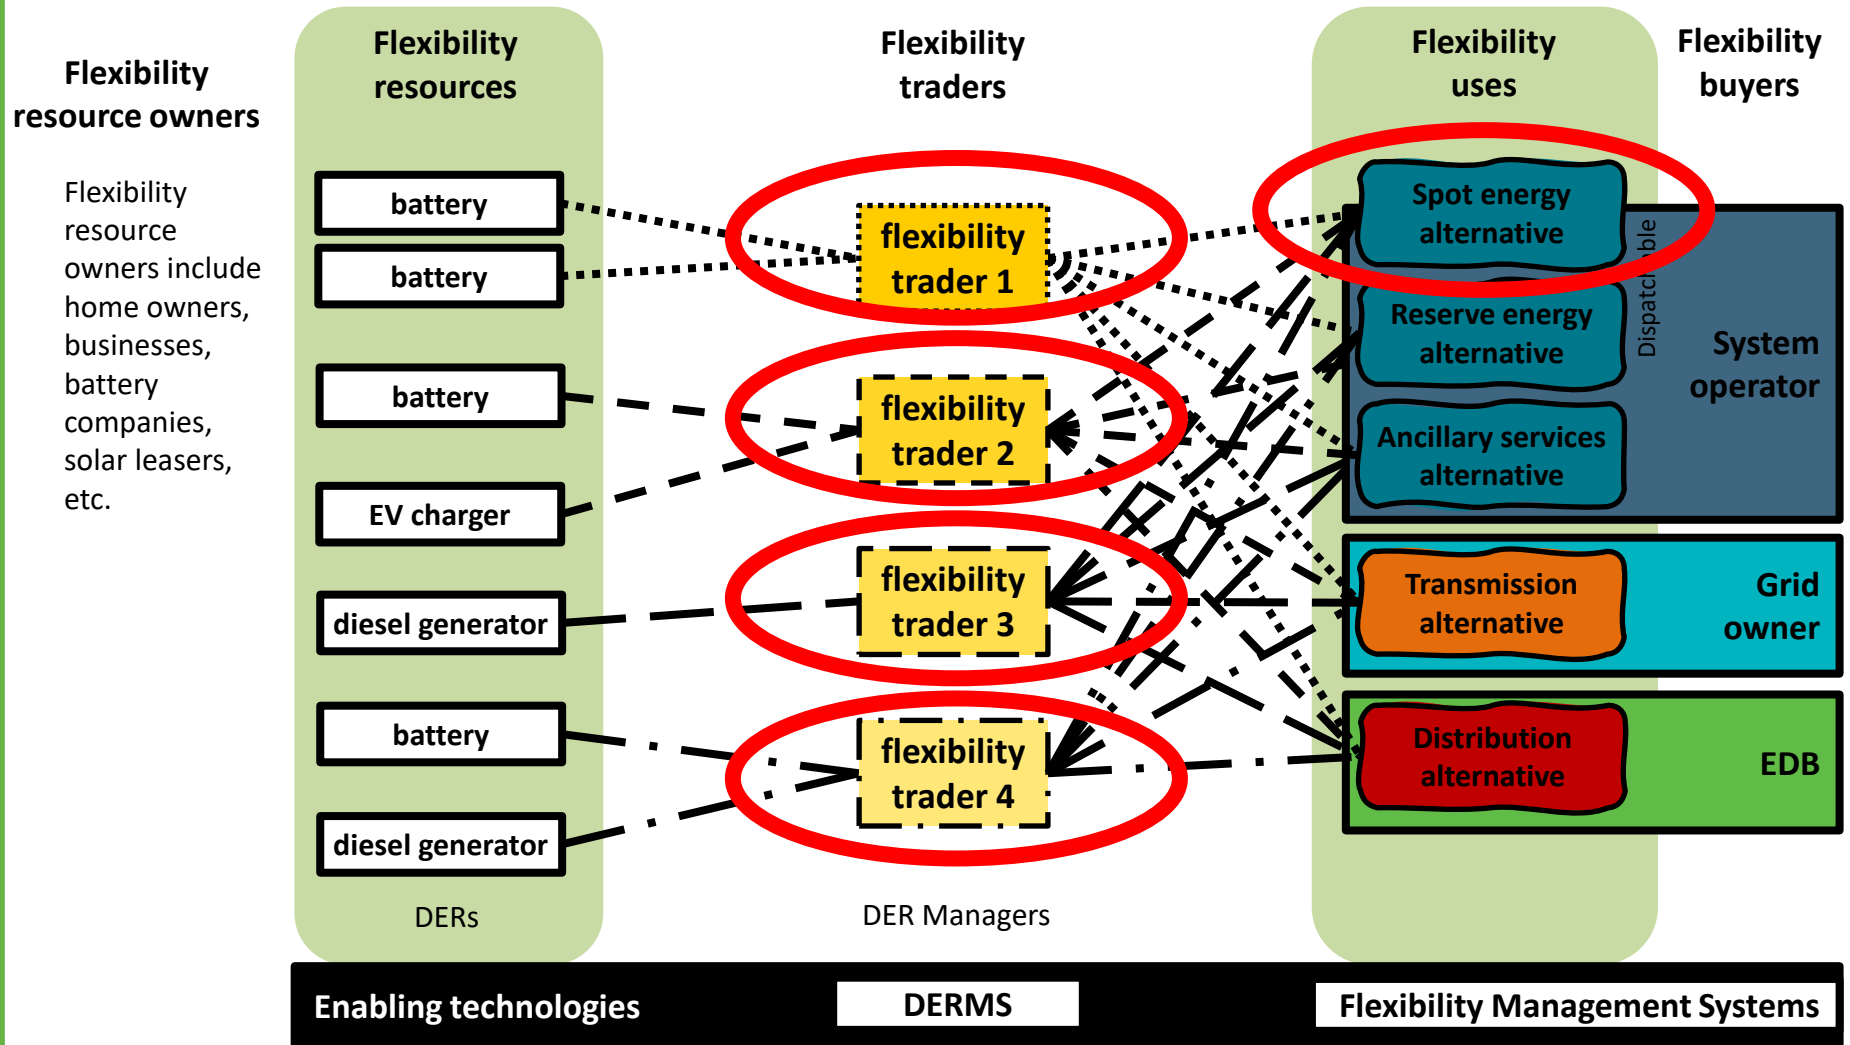 Flexibility
resource owners
Flexibility
resource
owners include
home owners,
businesses,
battery
companies,
solar leasers,
etc.
Flexibility
resources
battery
battery
battery
EV charger
diesel generator
battery
diesel generator
DERs
Flexibility
traders
flexibility
trader 1
flexibility
trader 2
flexibility
trader 3
flexibility
trader 4
DER Managers
Flexibility
uses
Spot energy
alternative
Reserve energy
alternative
Ancillary services
alternative
Dispatchable
Transmission
alternative
Distribution
alternative
Flexibility
buyers
System
operator
Grid
owner
EDB
Enabling technologies
DERMS
Flexibility Management Systems